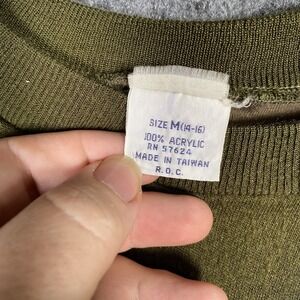 SIZE M(14-16)
100% ACRYLIC
RN 57624
MADE IN TAIWAN
R.O.C.